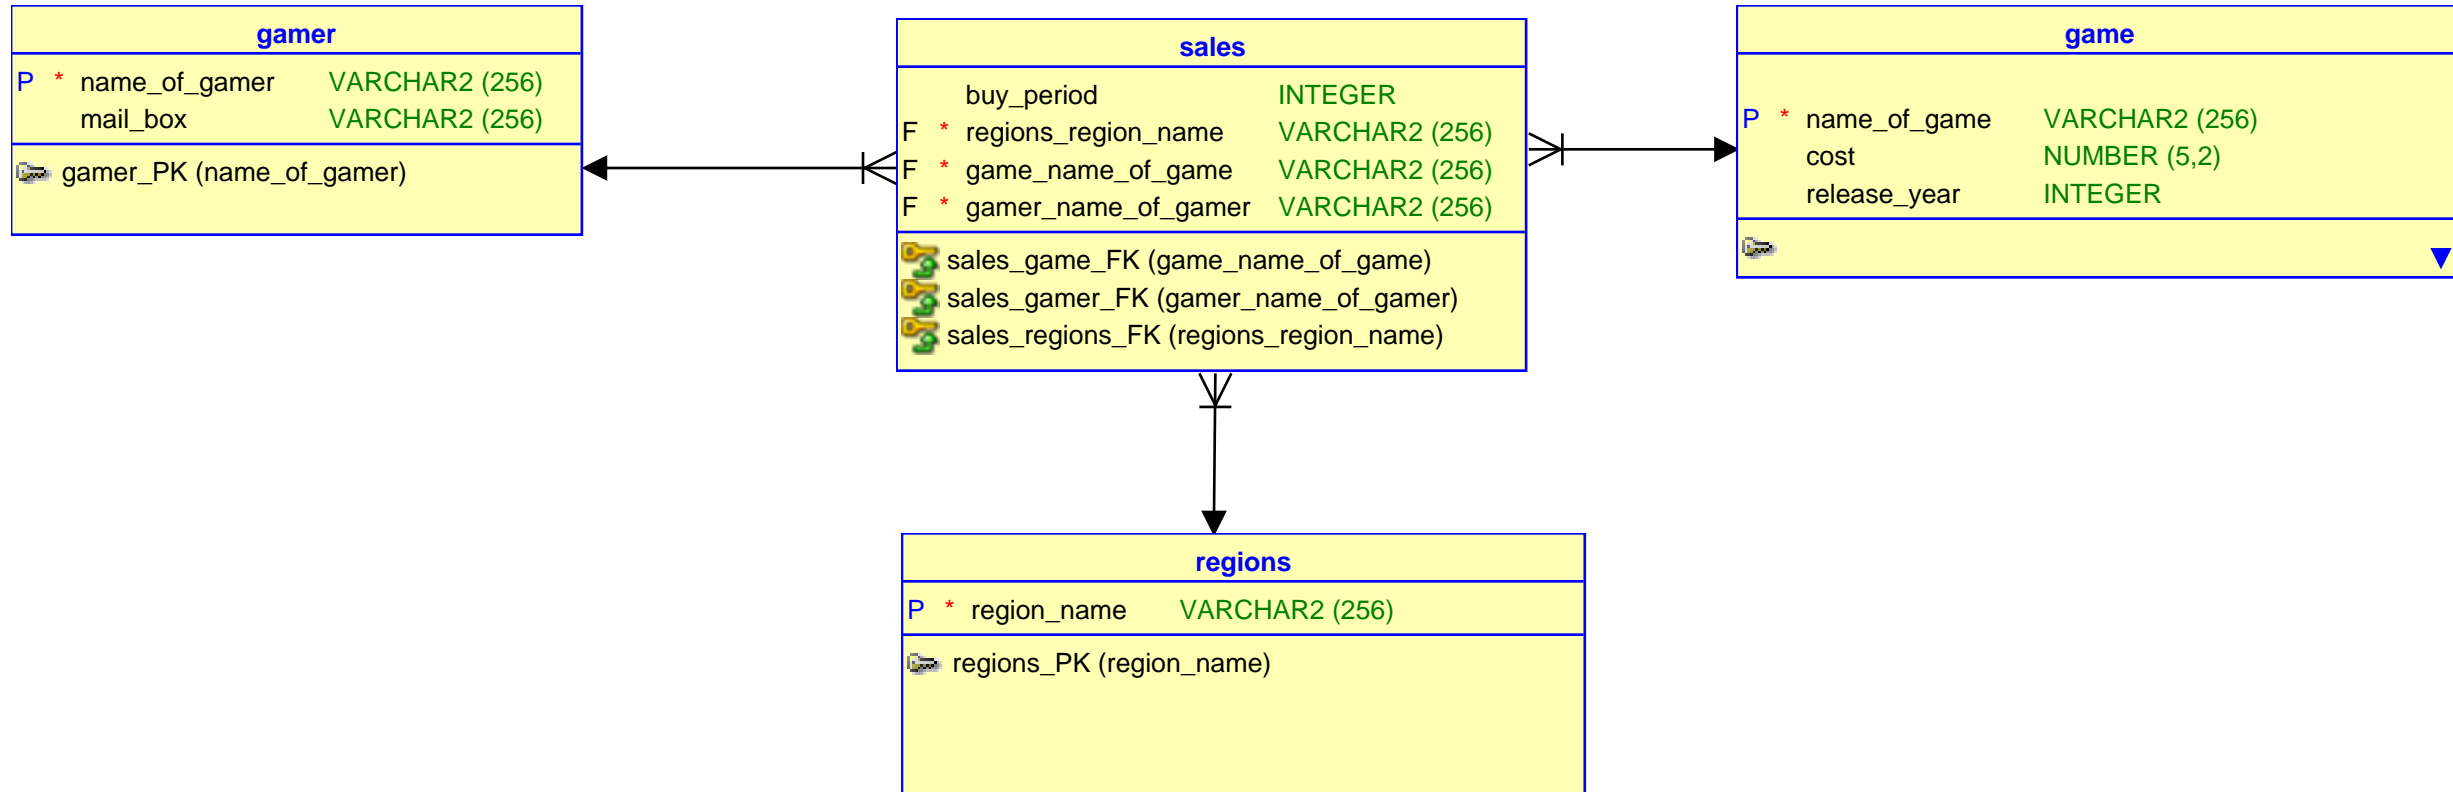 gamer
P * name_of_gamer VARCHAR2 (256)
mail_box VARCHAR2 (256)
gamer_PK (name_of_gamer)
sales
buy_period INTEGER
F * regions_region_name VARCHAR2 (256)
F * game_name_of_game VARCHAR2 (256)
F * gamer_name_of_gamer VARCHAR2 (256)
sales_game_FK (game_name_of_game)
sales_gamer_FK (gamer_name_of_gamer)
sales_regions_FK (regions_region_name)
game
P * name_of_game VARCHAR2 (256)
cost NUMBER (5,2)
release_year INTEGER
regions
P * region_name VARCHAR2 (256)
regions_PK (region_name)